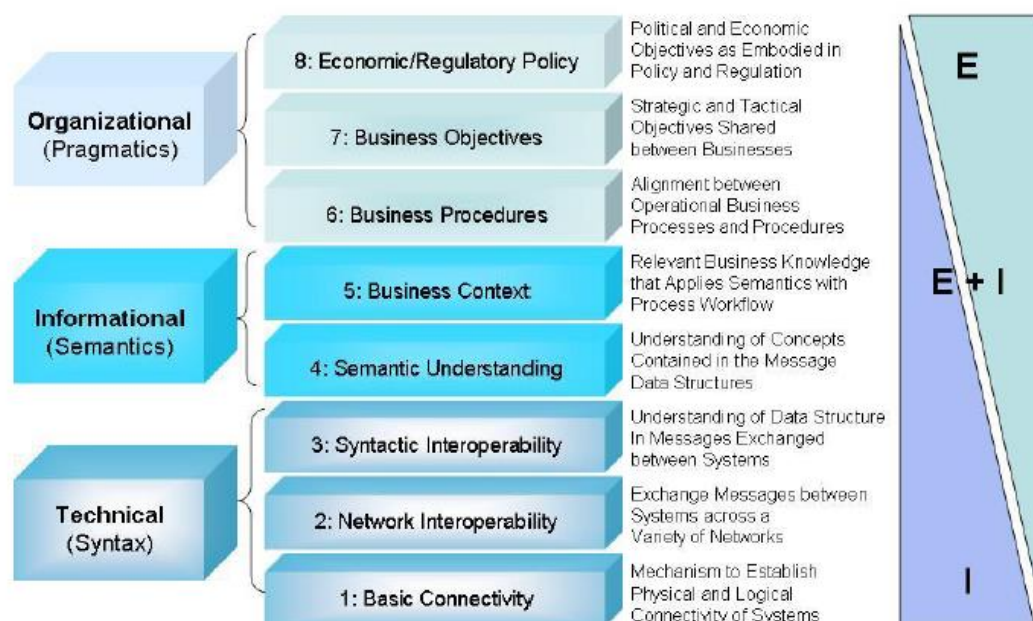 8: Economic/Regulatory Policy
Political and Economic
Objectives as Embodied in
Policy and Regulation
Organizational
(Pragmatics)
7: Business Objectives
Strategic and Tactical
Objectives Shared
between Businesses
6: Business Procedures
Alignment between
Operational Business
Processes and Procedures
Informational
(Semantics)
5: Business Context
Relevant Business Knowledge
that Applies Semantics with
Process Workflow
4: Semantic Understanding
Understanding of Concepts
Contained in the Message
Data Structures
Technical
(Syntax)
3: Syntactic Interoperability
Understanding of Data Structure
In Messages Exchanged
between Systems
2: Network Interoperability
Exchange Messages between
Systems across a
Variety of Networks
1: Basic Connectivity
Mechanism to Establish
Physical and Logical
Connectivity of Systems
E
E + I
I